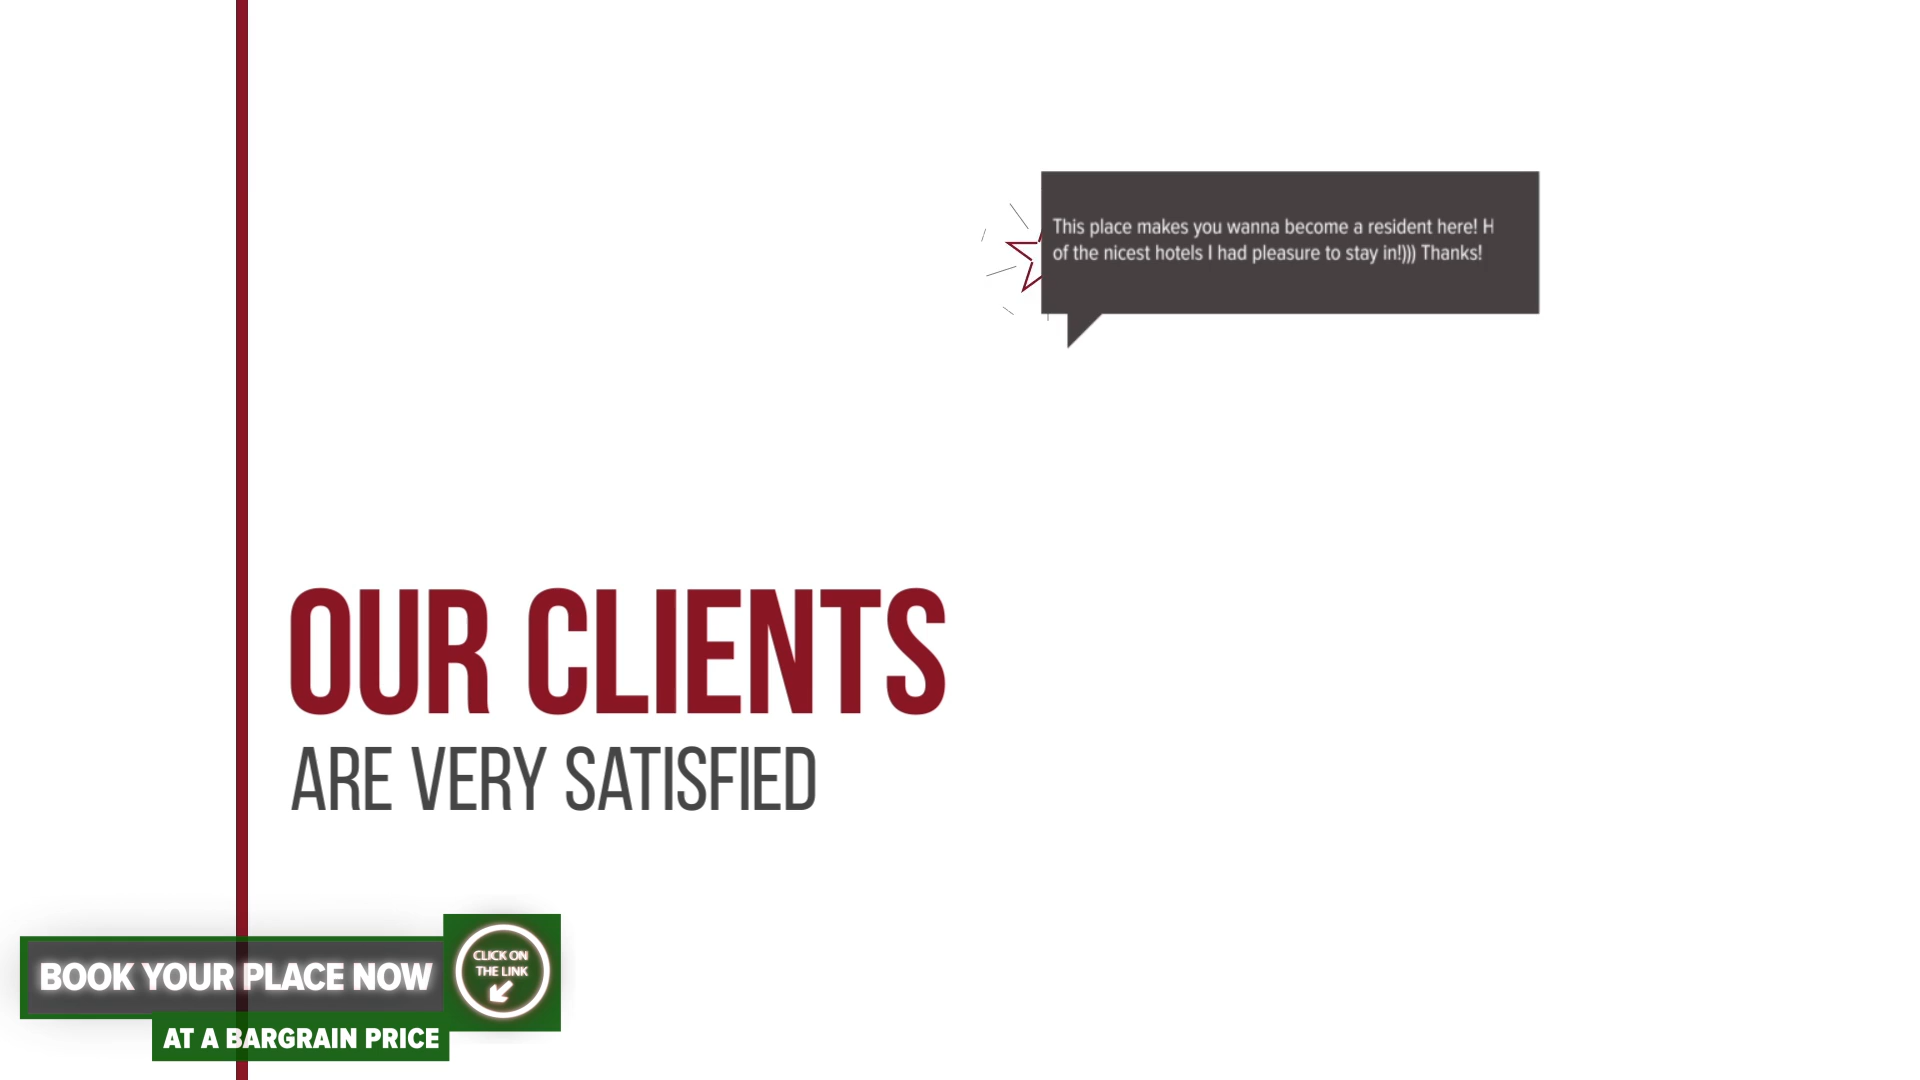 This place makes you wanna become a resident here! H
of the nicest hotels I had pleasure to stay in!))) Thanks!
OUR CLIENTS
ARE VERY SATISFIED
CLICK ON
THE LINK
BOOK YOUR PLACE NOW
AT A BARGRAIN PRICE